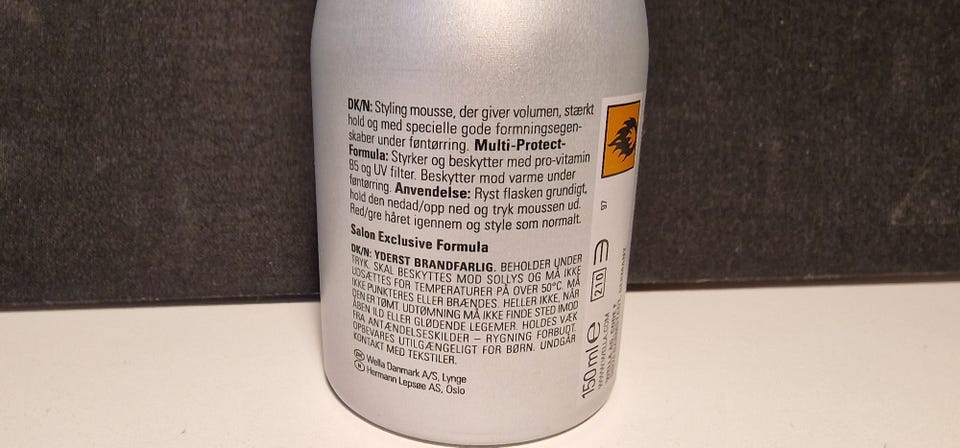 DK/N: Styling mousse, der giver volumen, stærkt
hold og med specielle gode formningsegen-
skaber under føntørring. Multi-Protect-
Formula: Styrker og beskytter med pro-vitamin
B5 og UV filter. Beskytter mod varme under
føntørring. Anvendelse: Ryst flasken grundigt,
hold den nedad/opp ned og tryk moussen ud.
Red/gre håret igennem og style som normalt.
Salon Exclusive Formula
DK/N: YDERST BRANDFARLIG. BEHOLDER UNDER
TRYK. SKAL BESKYTTES MOD SOLLYS OG MÅ IKKE
UDSÆTTES FOR TEMPERATURER PÅ OVER 50°C. MÅ
IKKE PUNKTERES ELLER BRÆNDES. HELLER IKKE, NÅR
DEN ER TØMT. UDTØMNING MÅ IKKE FINDE STED IMOD
ÅBEN ILD ELLER GLØDENDE LEGEMER. HOLDES VÆK
FRA ANTÆNDELSESKILDER – RYGNING FORBUDT.
OPBEVARES UTILGÆNGELIGT FOR BØRN. UNDGÅR
KONTAKT MED TEKSTILER.
DK Wella Danmark A/S, Lynge
N Hermann Lepsøe AS, Oslo
150 ml e
210
WWW.WELLA.COM